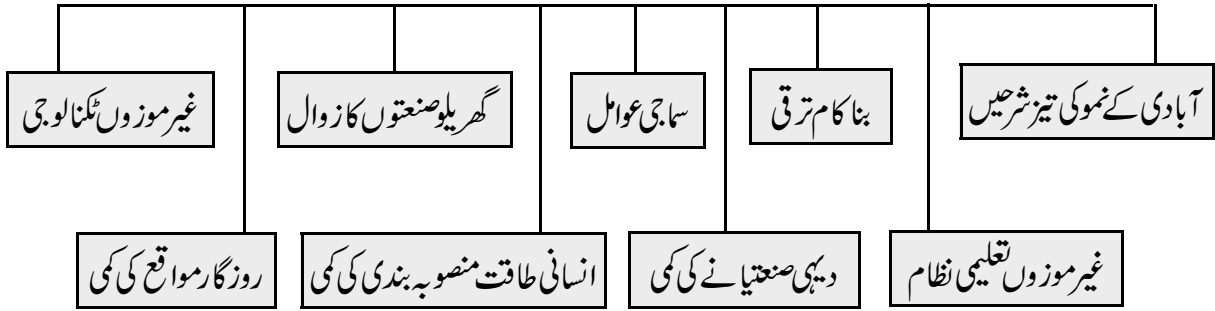 آبادی کے نمو کی تیز شرحیں
بنا کام ترقی
سماجی عوامل
گھریلو صنعتوں کا زوال
غیر موزوں ٹکنالوجی
غیر موزوں تعلیمی نظام
دیہی صنعتیانے کی کمی
انسانی طاقت منصوبہ بندی کی کمی
روزگار مواقع کی کمی